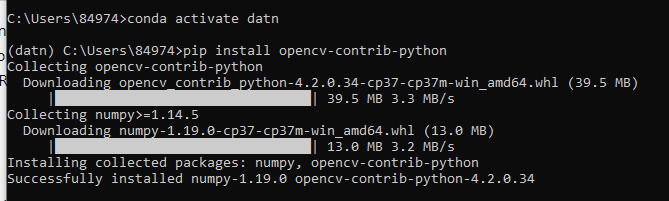 C:\Users\84974>conda activate datn
(datn) C:\Users\84974>pip install opencv-contrib-python
Collecting opencv-contrib-python
  Downloading opencv_contrib_python-4.2.0.34-cp37-cp37m-win_amd64.whl (39.5 MB)
     |████████████████████████████████| 39.5 MB 3.3 MB/s
Collecting numpy>=1.14.5
  Downloading numpy-1.19.0-cp37-cp37m-win_amd64.whl (13.0 MB)
     |████████████████████████████████| 13.0 MB 3.2 MB/s
Installing collected packages: numpy, opencv-contrib-python
Successfully installed numpy-1.19.0 opencv-contrib-python-4.2.0.34